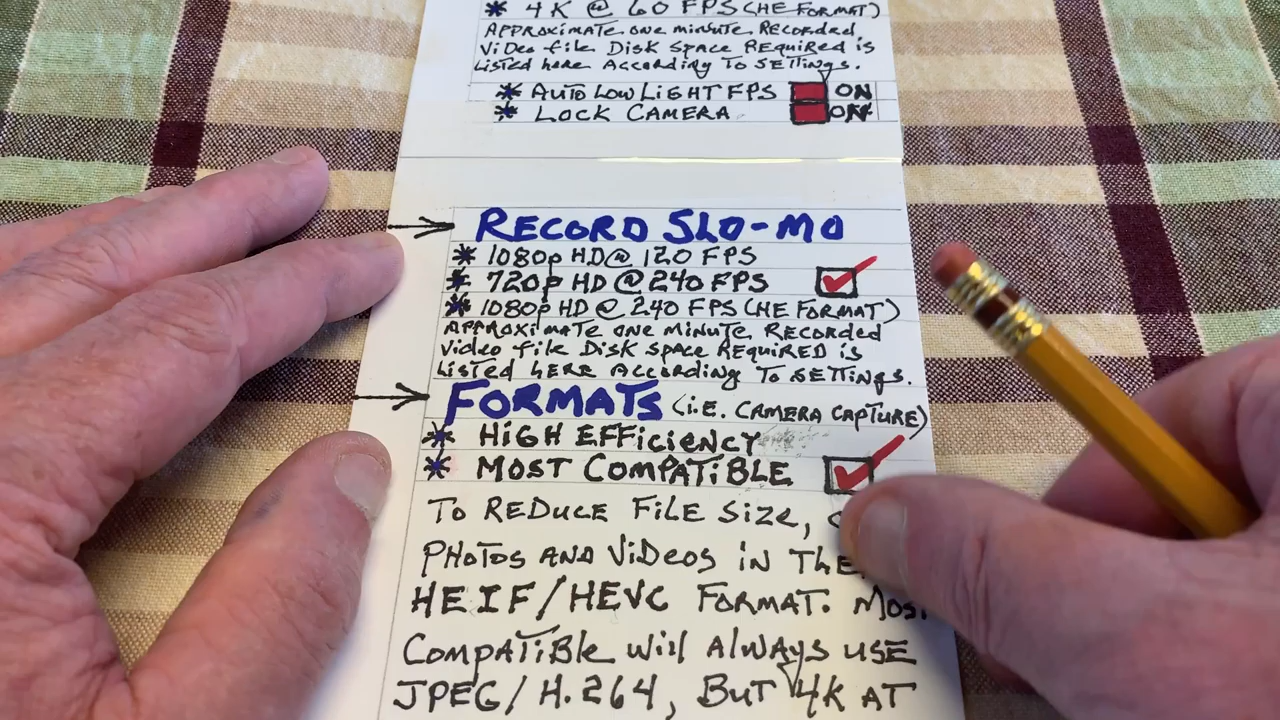 * 4K @ 60 FPS (HE FORMAT)
APPROXIMATE ONE MINUTE RECORDED
VIDEO FILE DISK SPACE REQUIRED IS
LISTED HERE ACCORDING TO SETTINGS.
* AUTO LOW LIGHT FPS ON
* LOCK CAMERA
RECORD SLO-MO
* 1080p HD @ 120 FPS
* 720p HD @ 240 FPS
* 1080p HD @ 240 FPS (HE FORMAT)
APPROXIMATE ONE MINUTE RECORDED
VIDEO FILE DISK SPACE REQUIRED IS
LISTED HERE ACCORDING TO SETTINGS.
FORMATS (i.E. CAMERA CAPTURE)
* HIGH EFFICIENCY
* MOST COMPATIBLE
TO REDUCE FILE SIZE,
PHOTOS AND VIDEOS IN THE
HEIF/HEVC FORMAT. MOST
COMPATIBLE WILL ALWAYS USE
JPEG/H.264, BUT 4K AT